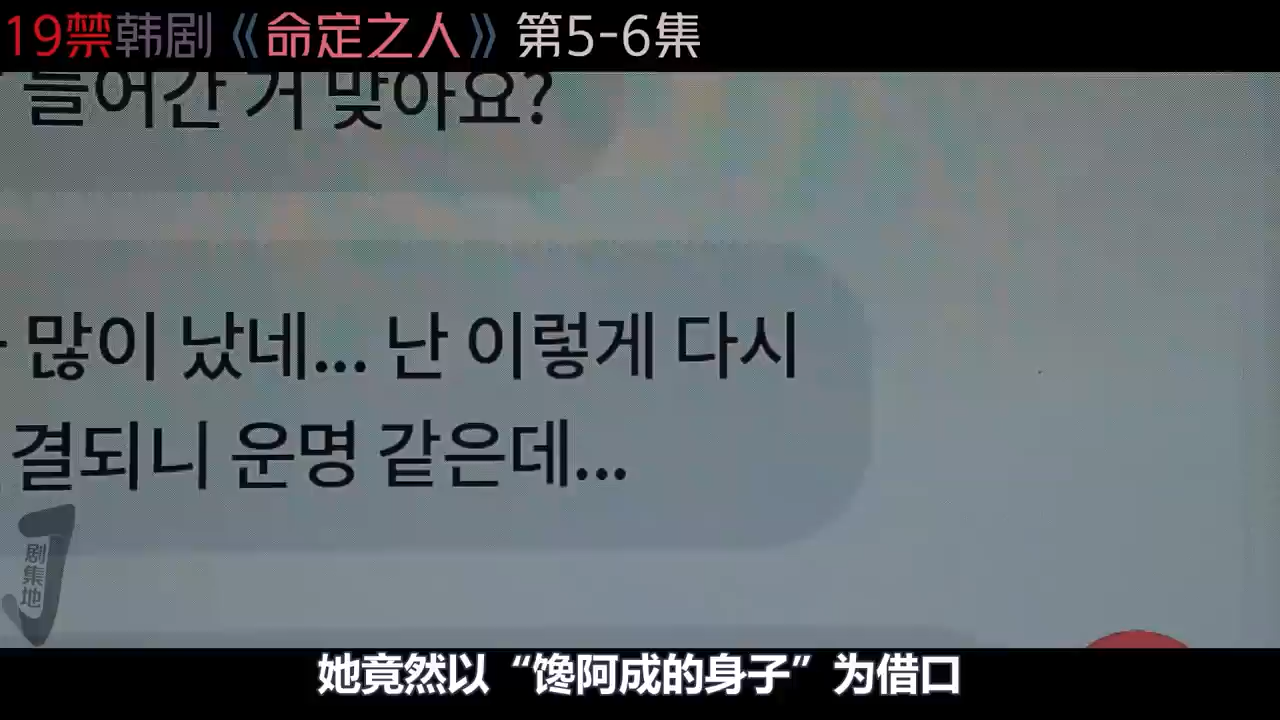 19禁韩剧《命定之人》第5-6集
들어간 거 맞아요?
많이 났네... 난 이렇게 다시
결되니 운명 같은데...
剧集地
她竟然以“馋阿成的身子”为借口